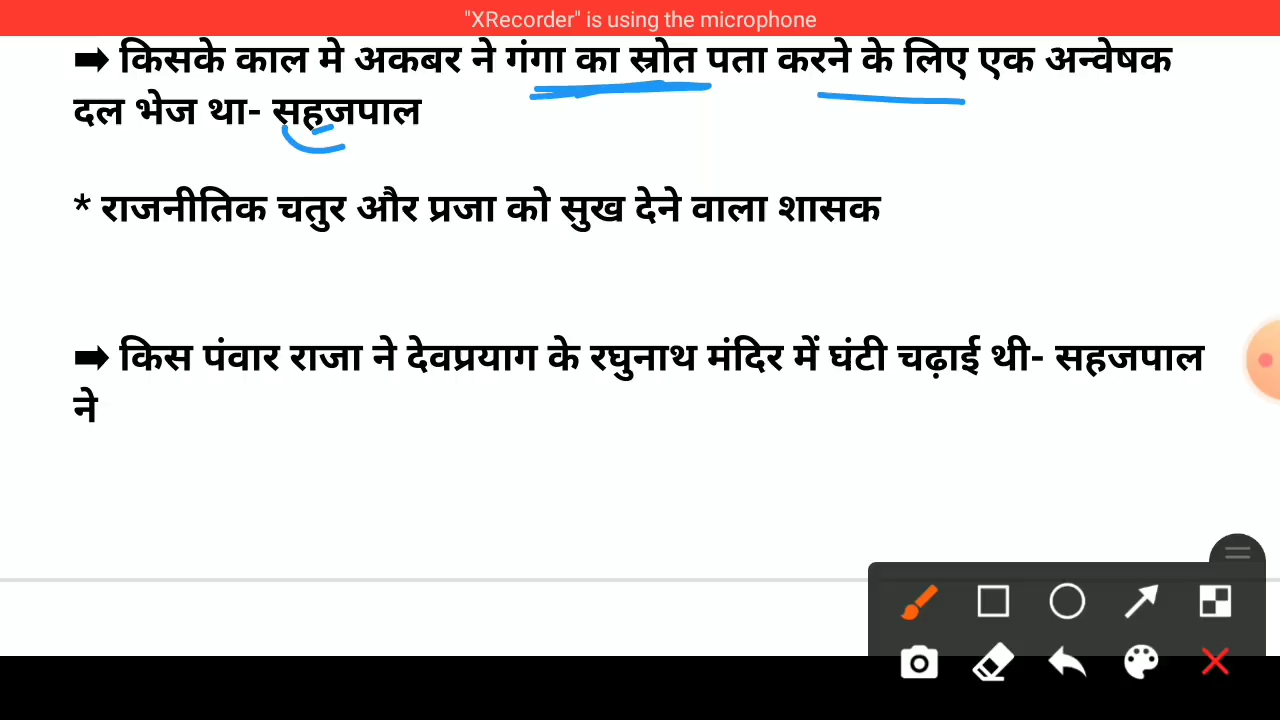 "XRecorder" is using the microphone
➡ किसके काल मे अकबर ने गंगा का स्रोत पता करने के लिए एक अन्वेषक
दल भेज था- सहजपाल
* राजनीतिक चतुर और प्रजा को सुख देने वाला शासक
➡ किस पंवार राजा ने देवप्रयाग के रघुनाथ मंदिर में घंटी चढ़ाई थी- सहजपाल
ने